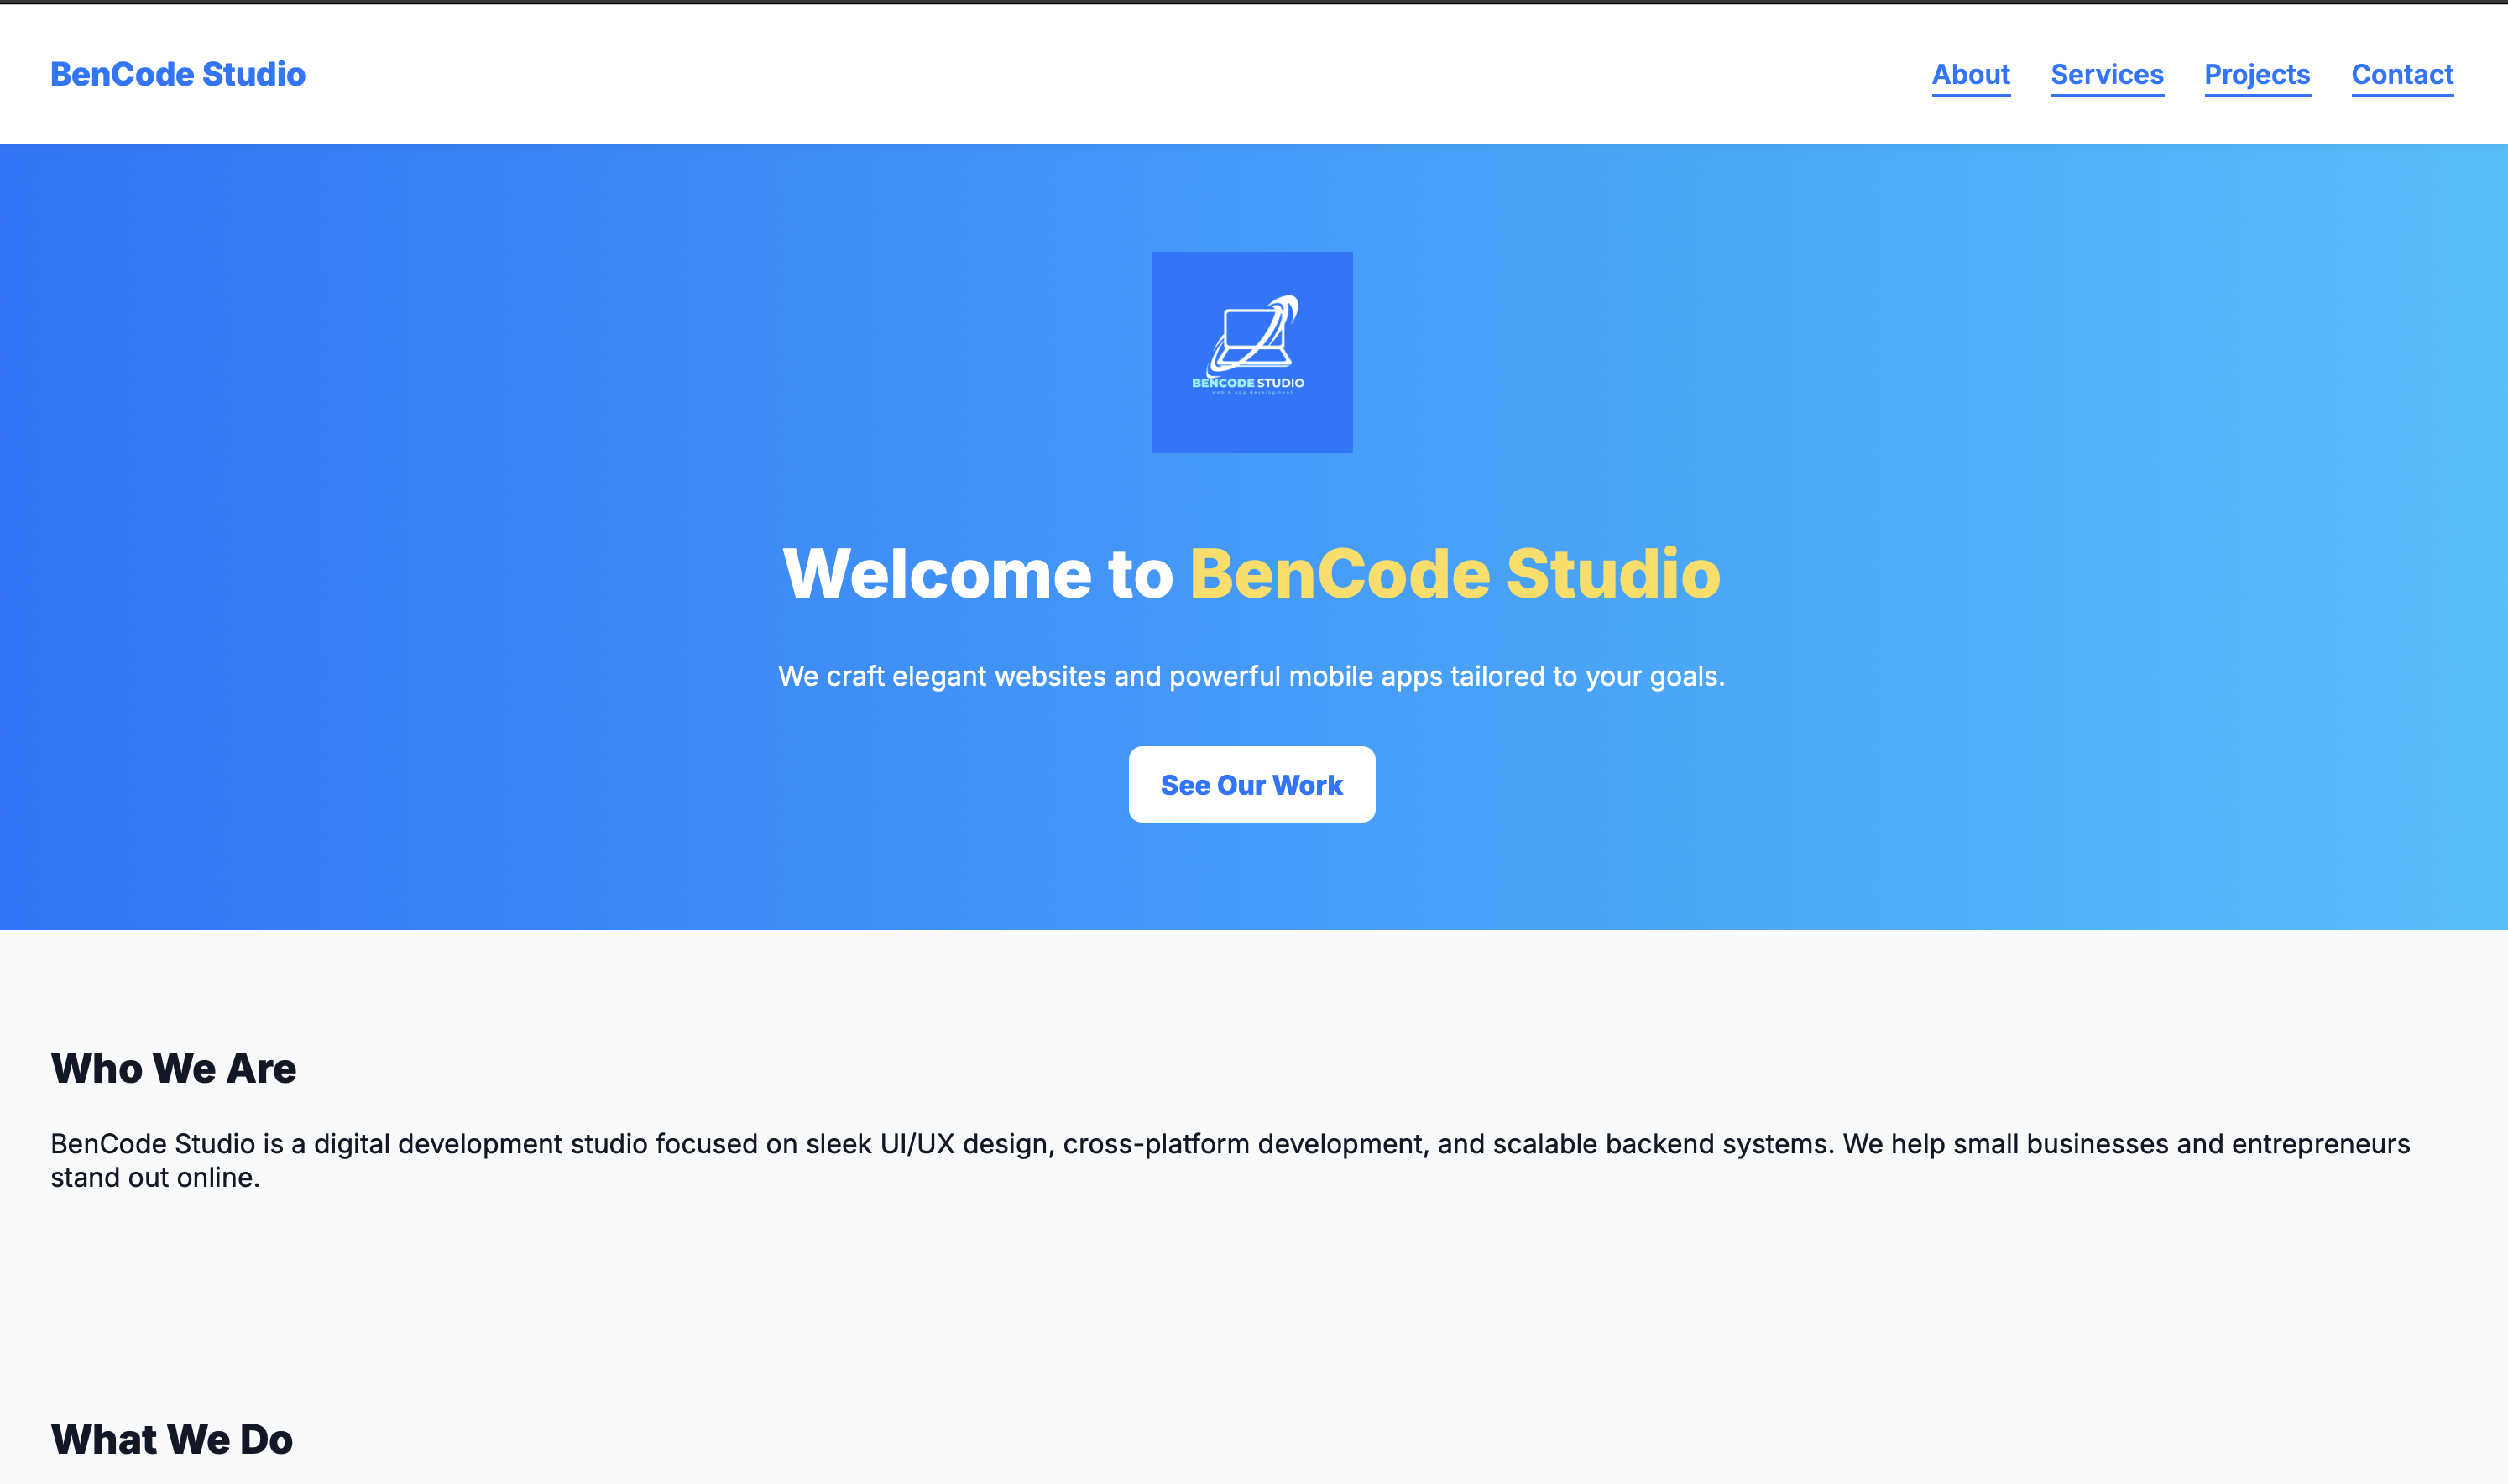 BenCode Studio
About Services Projects Contact
BENCODE STUDIO
web & app development
Welcome to BenCode Studio
We craft elegant websites and powerful mobile apps tailored to your goals.
See Our Work
Who We Are
BenCode Studio is a digital development studio focused on sleek UI/UX design, cross-platform development, and scalable backend systems. We help small businesses and entrepreneurs
stand out online.
What We Do